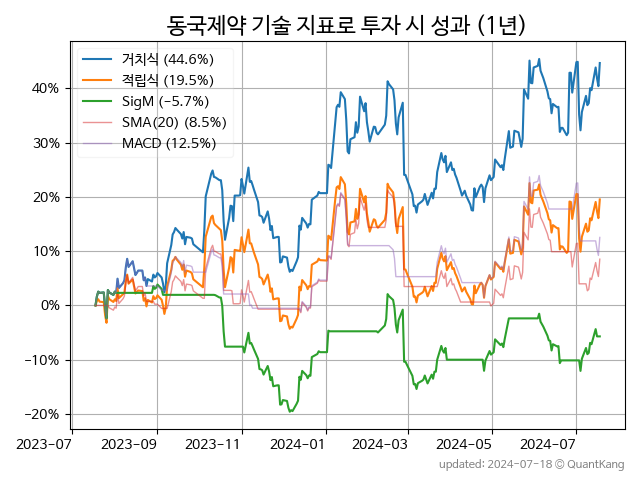 동국제약 기술 지표로 투자 시 성과 (1년)
거치식 (44.6%)
적립식 (19.5%)
SigM (−5.7%)
SMA(20) (8.5%)
MACD (12.5%)
40%
30%
20%
10%
0%
−10%
−20%
2023-07 2023-09 2023-11 2024-01 2024-03 2024-05 2024-07
updated: 2024-07-18 ⓒ QuantKang